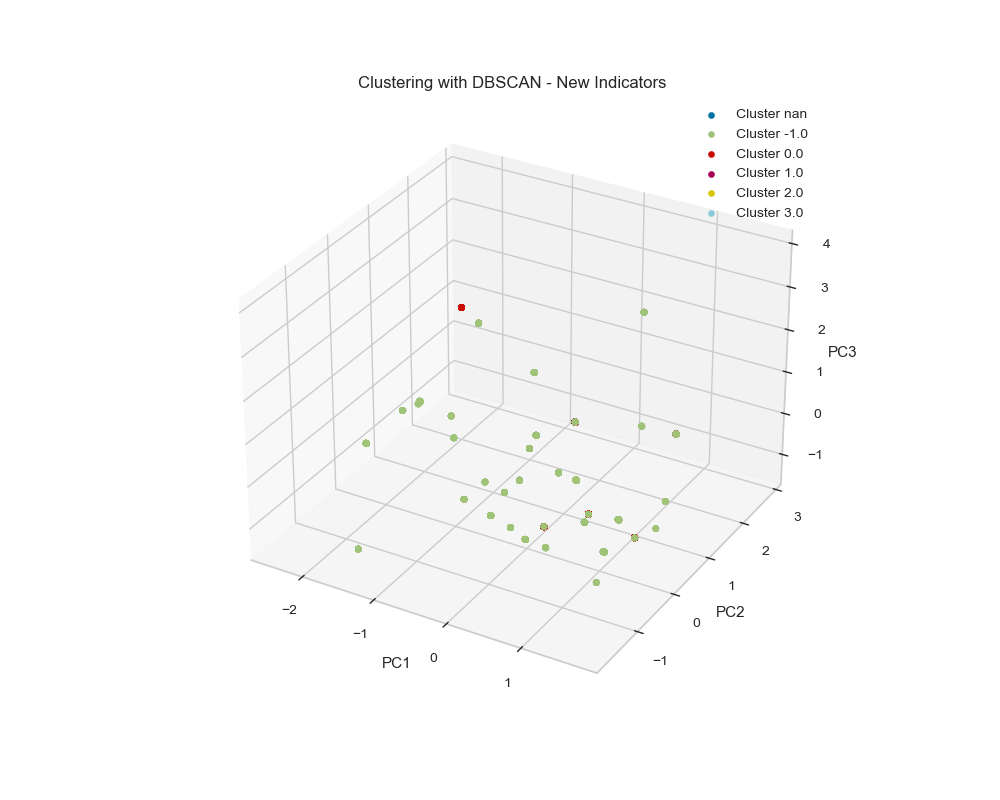 Clustering with DBSCAN - New Indicators
Cluster nan
Cluster -1.0
Cluster 0.0
Cluster 1.0
Cluster 2.0
Cluster 3.0
4
3
2
1
0
−1
PC3
3
2
1
0
−1
PC2
−2
−1
0
1
PC1